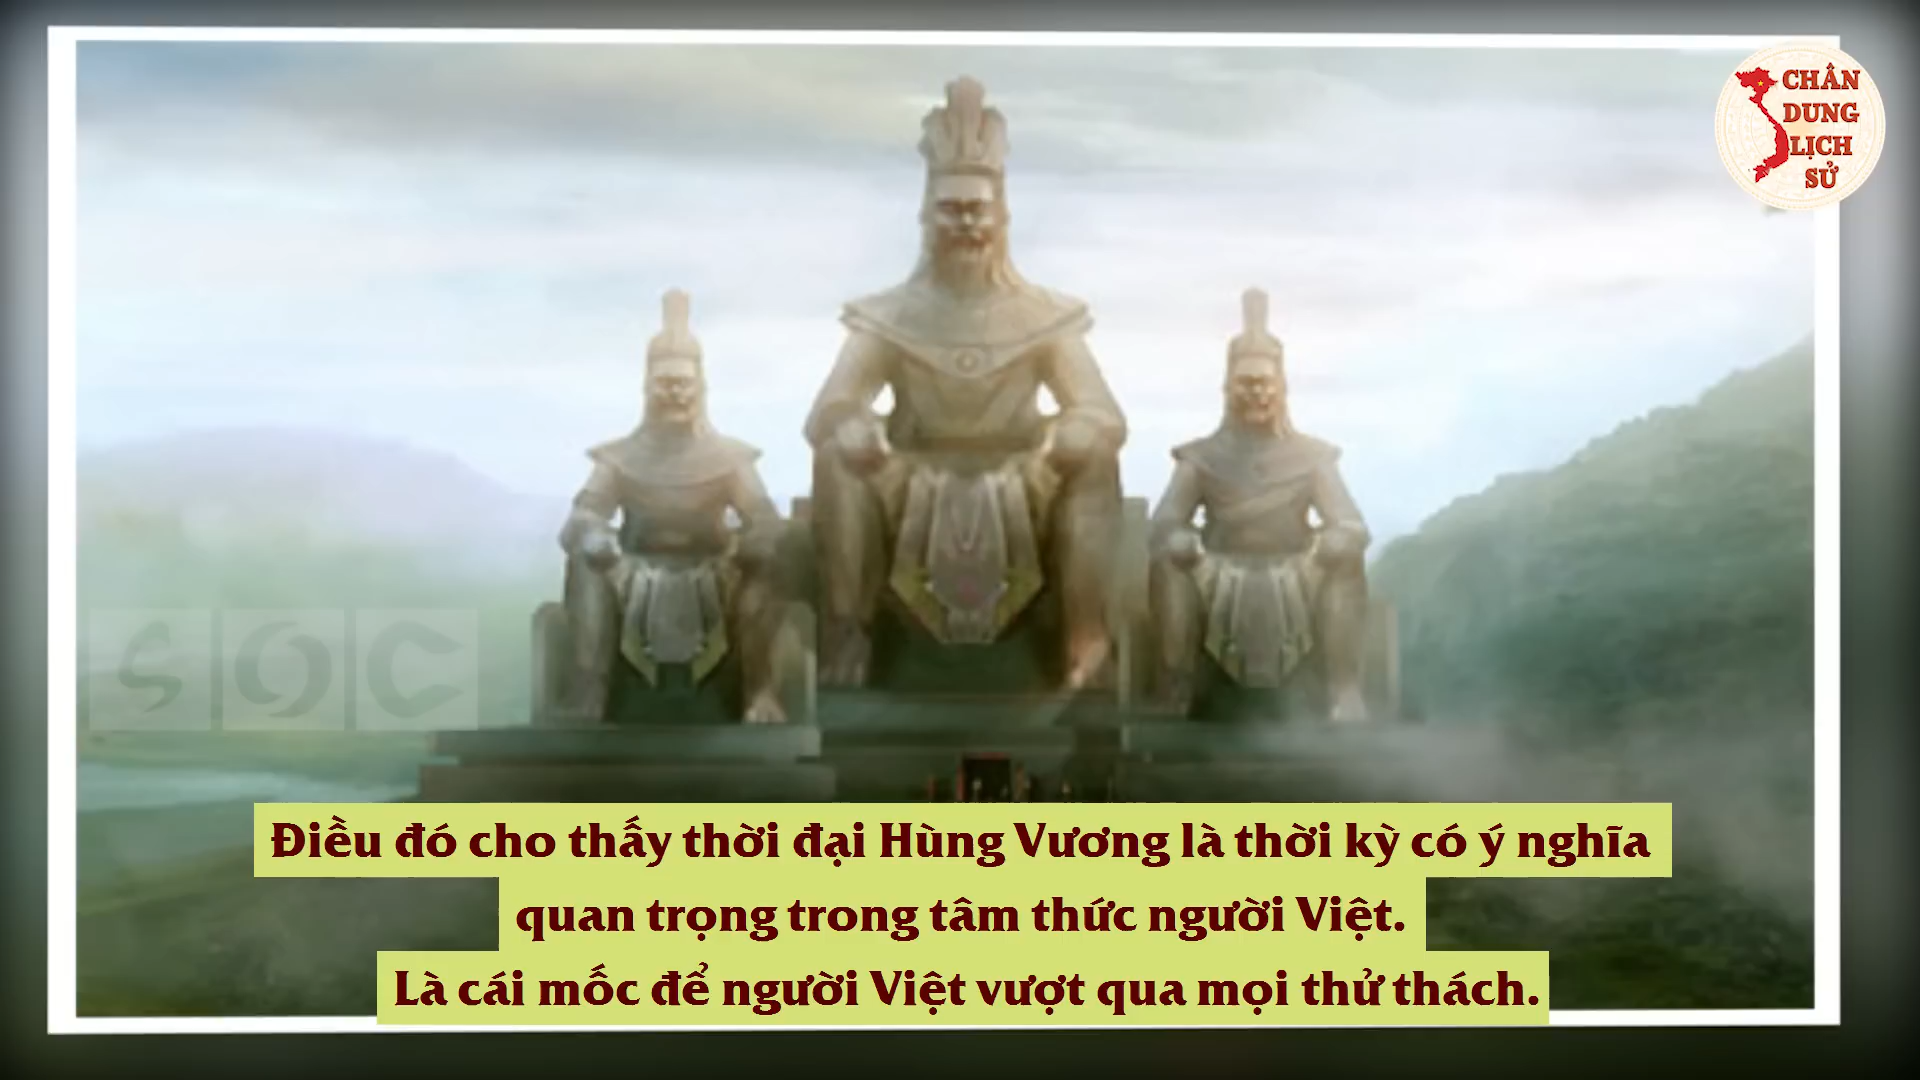 CHÂN
DUNG
LỊCH
SỬ
SOC
Điều đó cho thấy thời đại Hùng Vương là thời kỳ có ý nghĩa
quan trọng trong tâm thức người Việt.
Là cái mốc để người Việt vượt qua mọi thử thách.